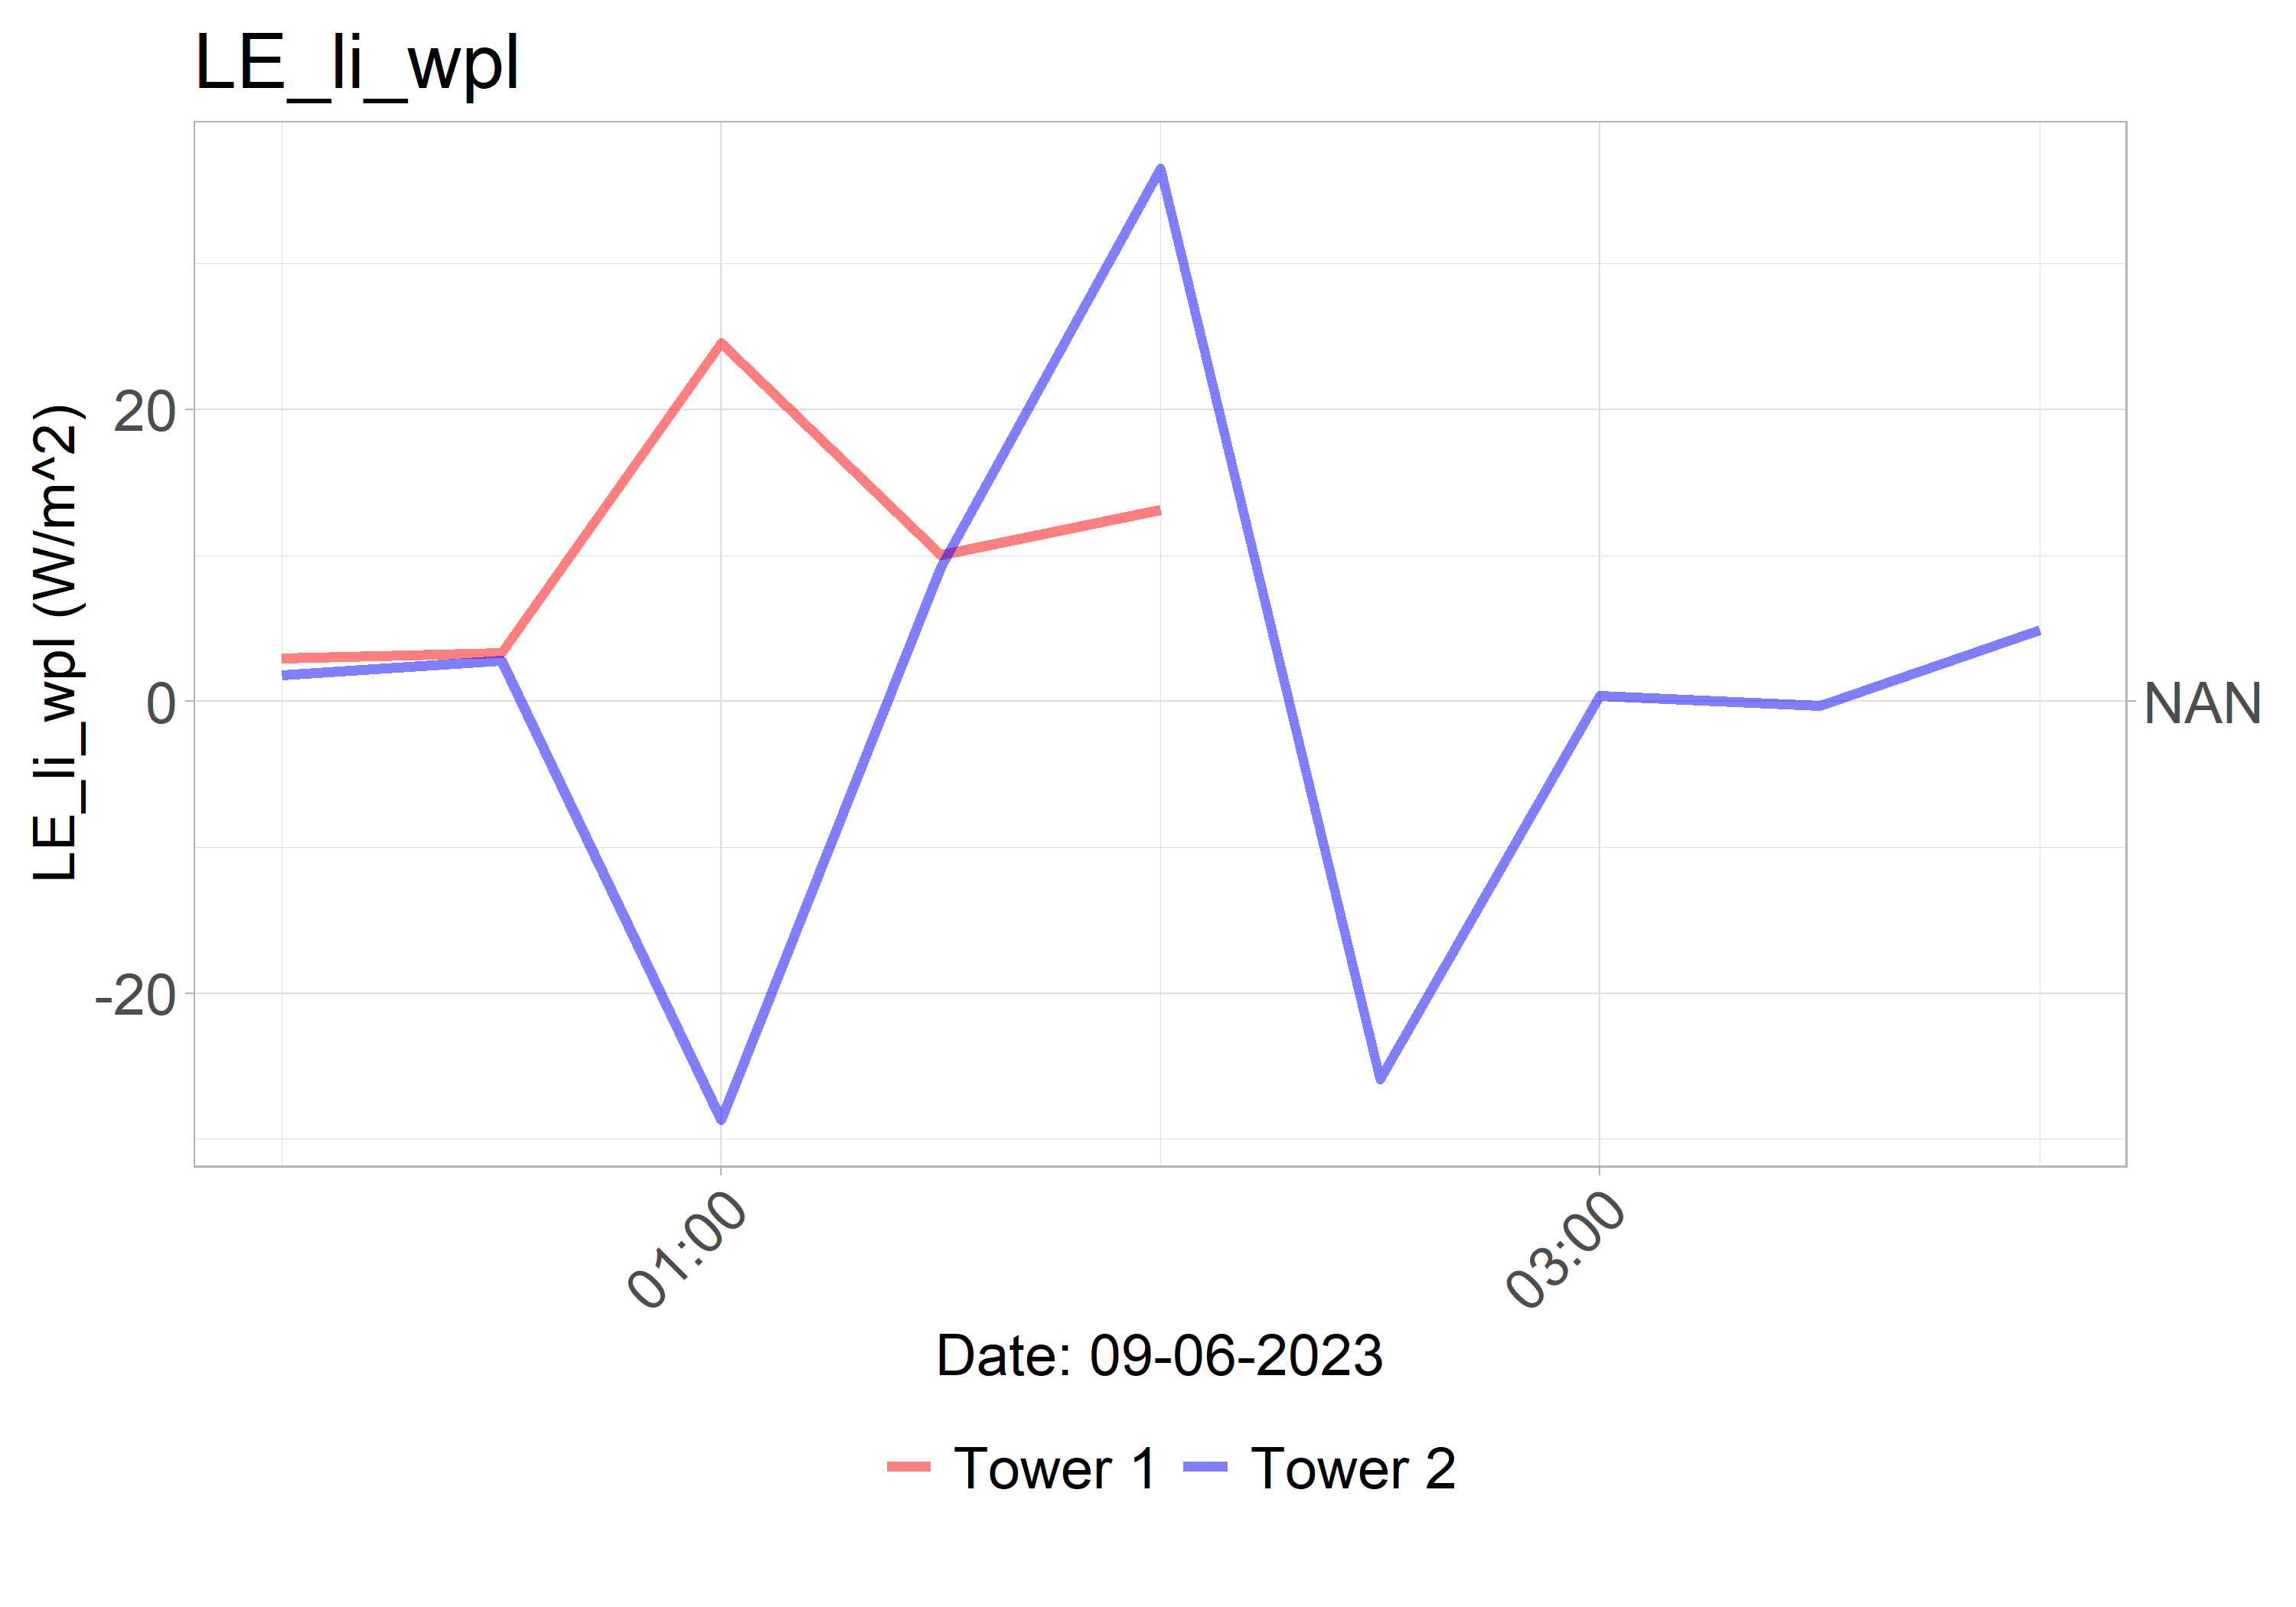 LE_li_wpl
LE_li_wpl (W/m^2)
20
0
-20
NAN
01:00
03:00
Date: 09-06-2023
Tower 1
Tower 2